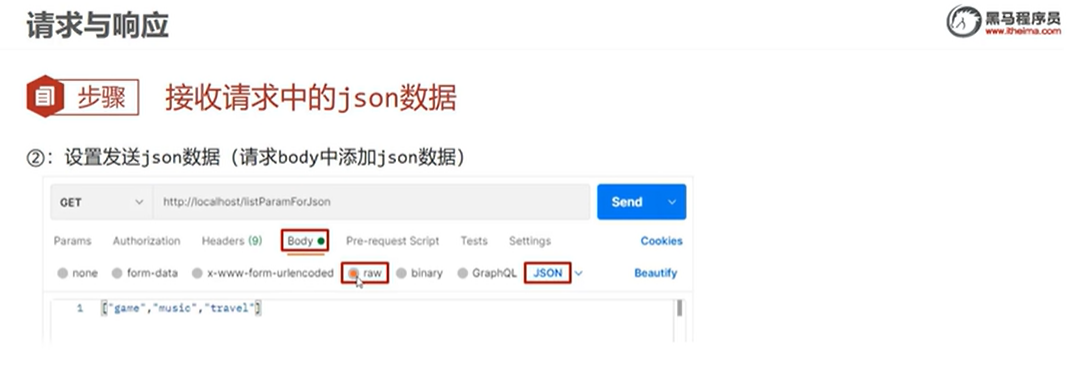 请求与响应
黑马程序员
www.itheima.com
步骤 接收请求中的json数据
②：设置发送json数据（请求body中添加json数据）
GET http://localhost/listParamForJson Send
Params Authorization Headers (9) Body Pre-request Script Tests Settings Cookies
none form-data x-www-form-urlencoded raw binary GraphQL JSON Beautify
1 ["game","music","travel"]